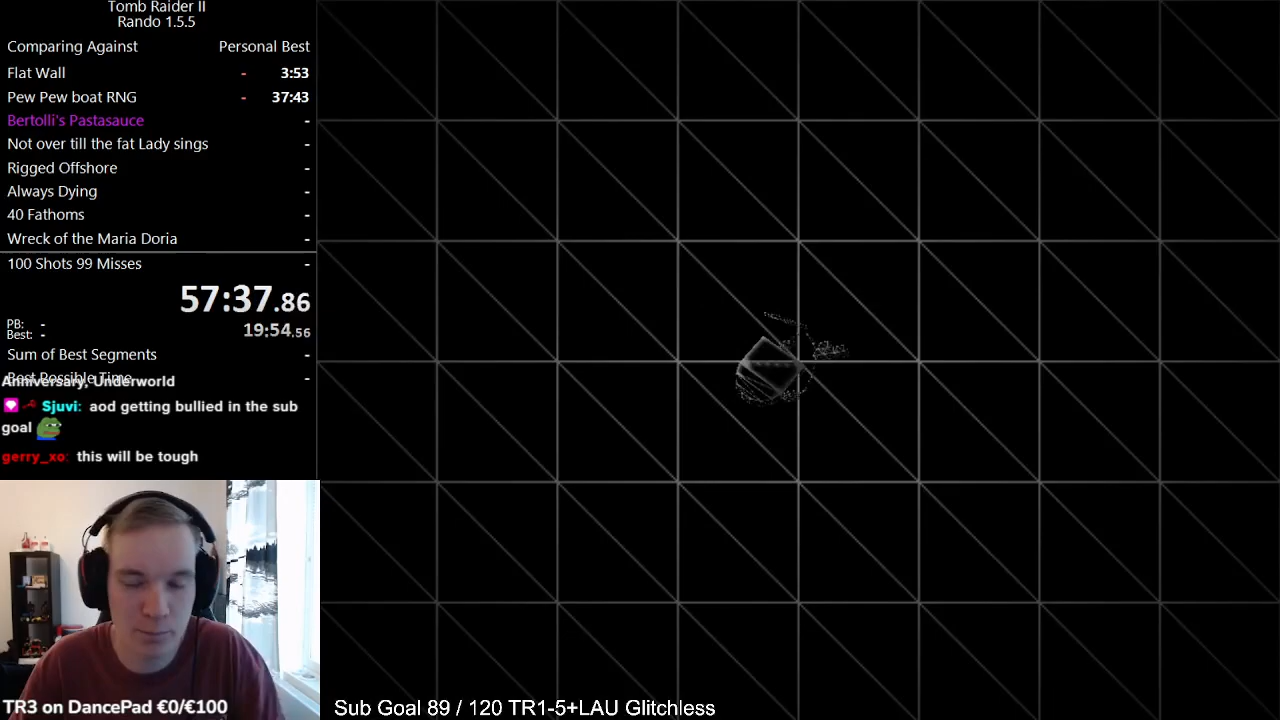 Tomb Raider II
Rando 1.5.5
Comparing Against Personal Best
Flat Wall - 3:53
Pew Pew boat RNG - 37:43
Bertolli's Pastasauce -
Not over till the fat Lady sings -
Rigged Offshore -
Always Dying -
40 Fathoms -
Wreck of the Maria Doria -
100 Shots 99 Misses -
57:37.86
PB: -
Best: -
19:54.56
Sum of Best Segments -
Best Possible Time -
Anniversary, Underworld
Sjuvi: aod getting bullied in the sub
goal
gerry_xo: this will be tough
TR3 on DancePad €0/€100
Sub Goal 89 / 120 TR1-5+LAU Glitchless